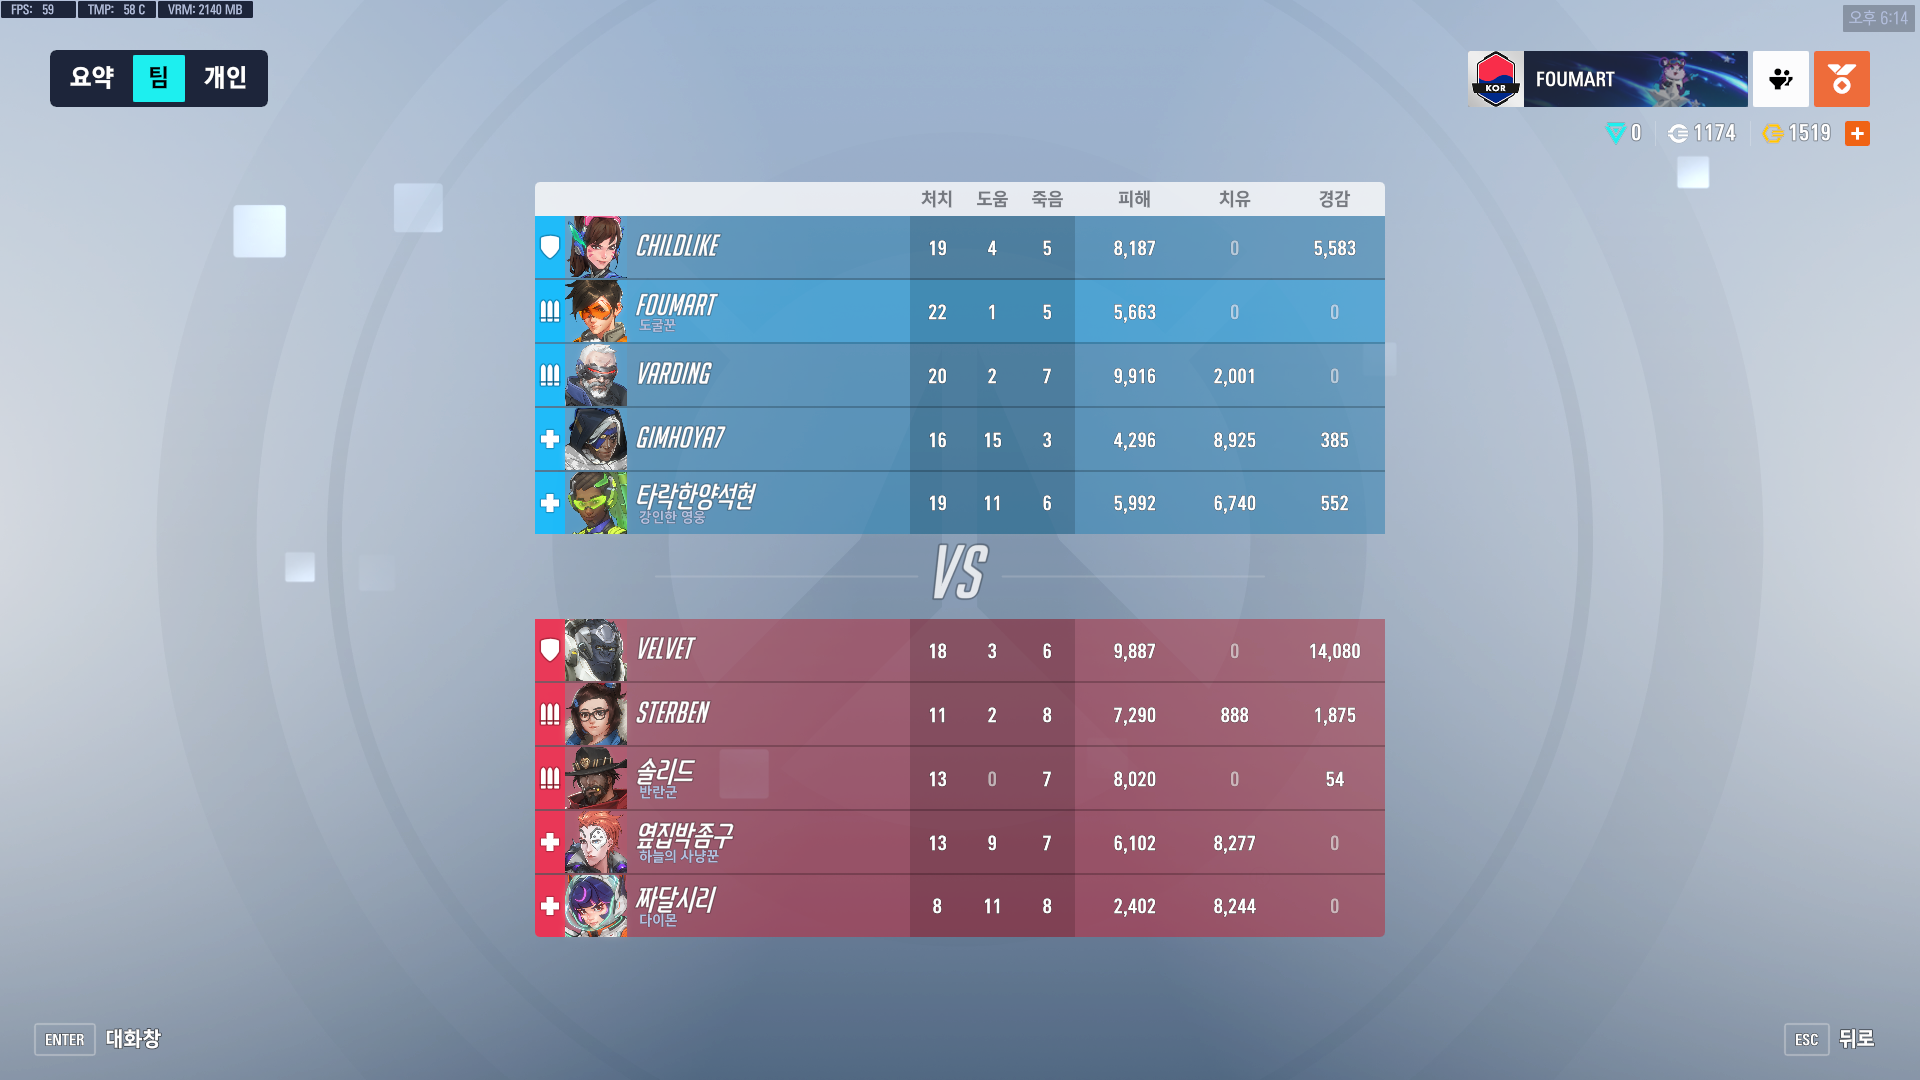 FPS: 59 TMP: 58 C VRM: 2140 MB
오후 6:14
요약 팀 개인
KOR FOUMART
0 1174 1519 +
처치 도움 죽음 피해 치유 경감
CHILDLIKE 19 4 5 8,187 0 5,583
FOUMART 22 1 5 5,663 0 0
도굴꾼
VARDING 20 2 7 9,916 2,001 0
GIMHOYA7 16 15 3 4,296 8,925 385
타락한양석현 19 11 6 5,992 6,740 552
강인한 영웅
VS
VELVET 18 3 6 9,887 0 14,080
STERBEN 11 2 8 7,290 888 1,875
솔리드 13 0 7 8,020 0 54
반란군
옆집박좀구 13 9 7 6,102 8,277 0
하늘의 사냥꾼
짜달시리 8 11 8 2,402 8,244 0
다이몬
ENTER 대화창
ESC 뒤로